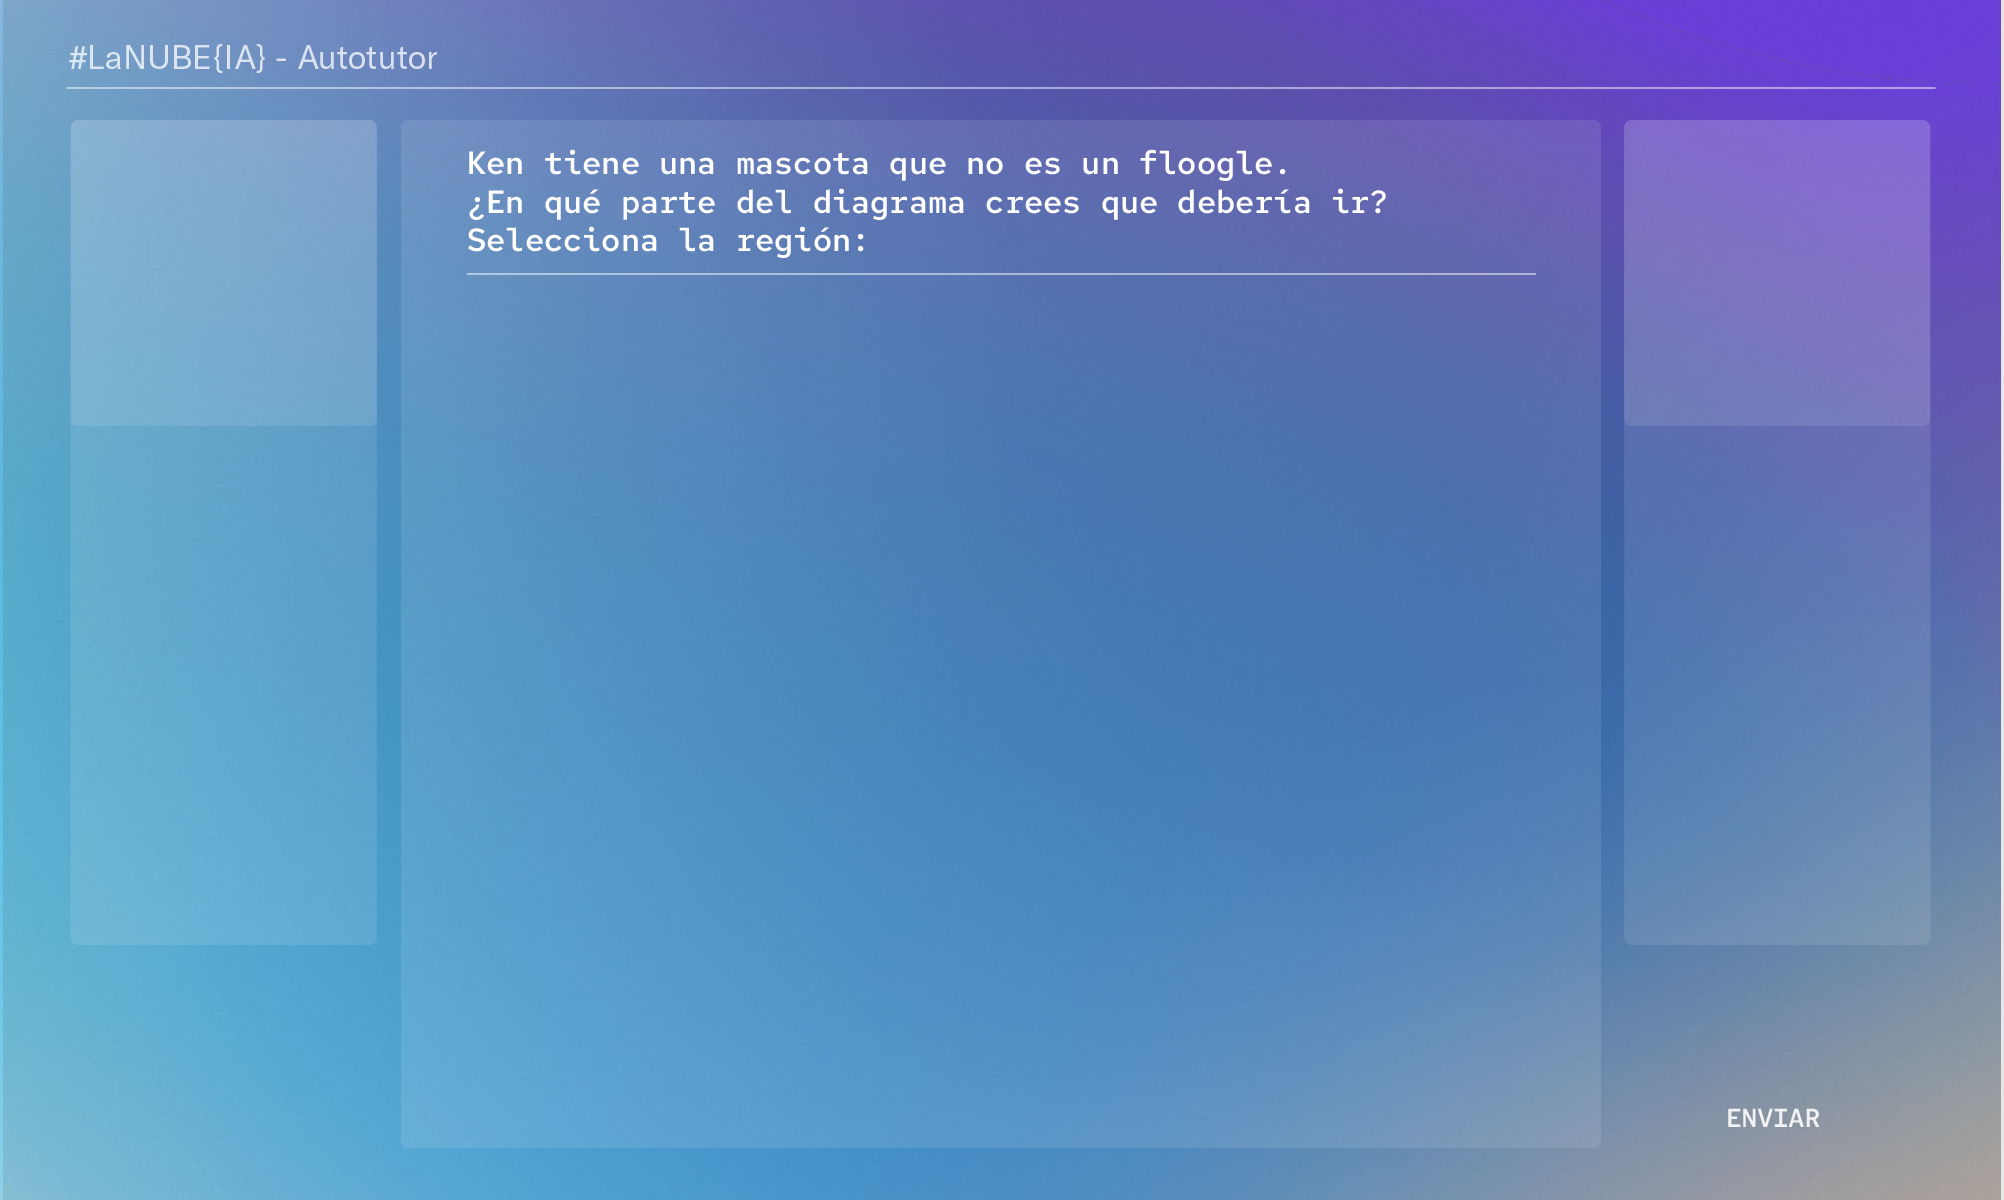 #LaNUBE{IA} - Autotutor
Ken tiene una mascota que no es un floogle.
¿En qué parte del diagrama crees que debería ir?
Selecciona la región:
ENVIAR